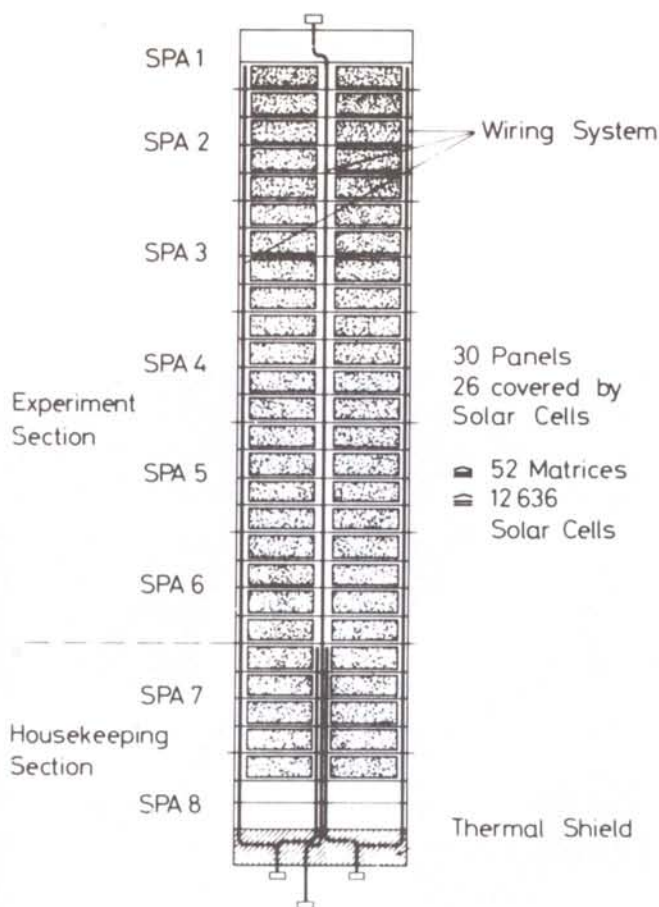 SPA 1
SPA 2
Wiring System
SPA 3
SPA 4
30 Panels
26 covered by
Solar Cells
Experiment
Section
SPA 5
≙ 52 Matrices
≙ 12 636
Solar Cells
SPA 6
SPA 7
Housekeeping
Section
SPA 8
Thermal Shield